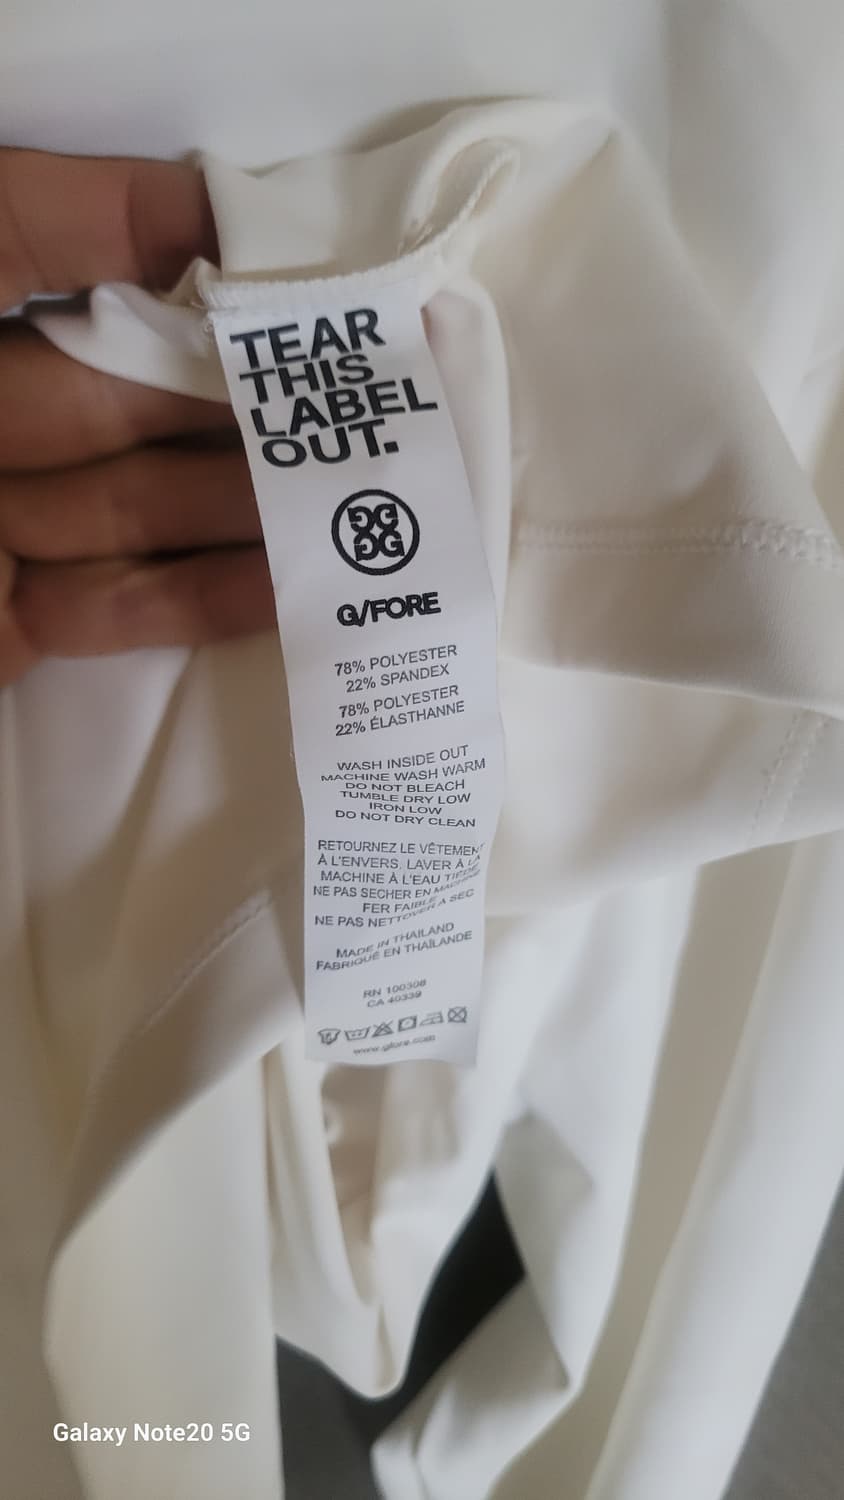 TEAR
THIS
LABEL
OUT.
GG
GG
G/FORE
78% POLYESTER
22% SPANDEX
78% POLYESTER
22% ÉLASTHANNE
WASH INSIDE OUT
MACHINE WASH WARM
DO NOT BLEACH
TUMBLE DRY LOW
IRON LOW
DO NOT DRY CLEAN
RETOURNEZ LE VÊTEMENT
À L'ENVERS, LAVER À LA
MACHINE À L'EAU TIÈDE
NE PAS SECHER EN MACHINE
FER FAIBLE
NE PAS NETTOYER A SEC
MADE IN THAILAND
FABRIQUÉ EN THAÏLANDE
RN 100308
CA 40339
www.gfore.com
Galaxy Note20 5G